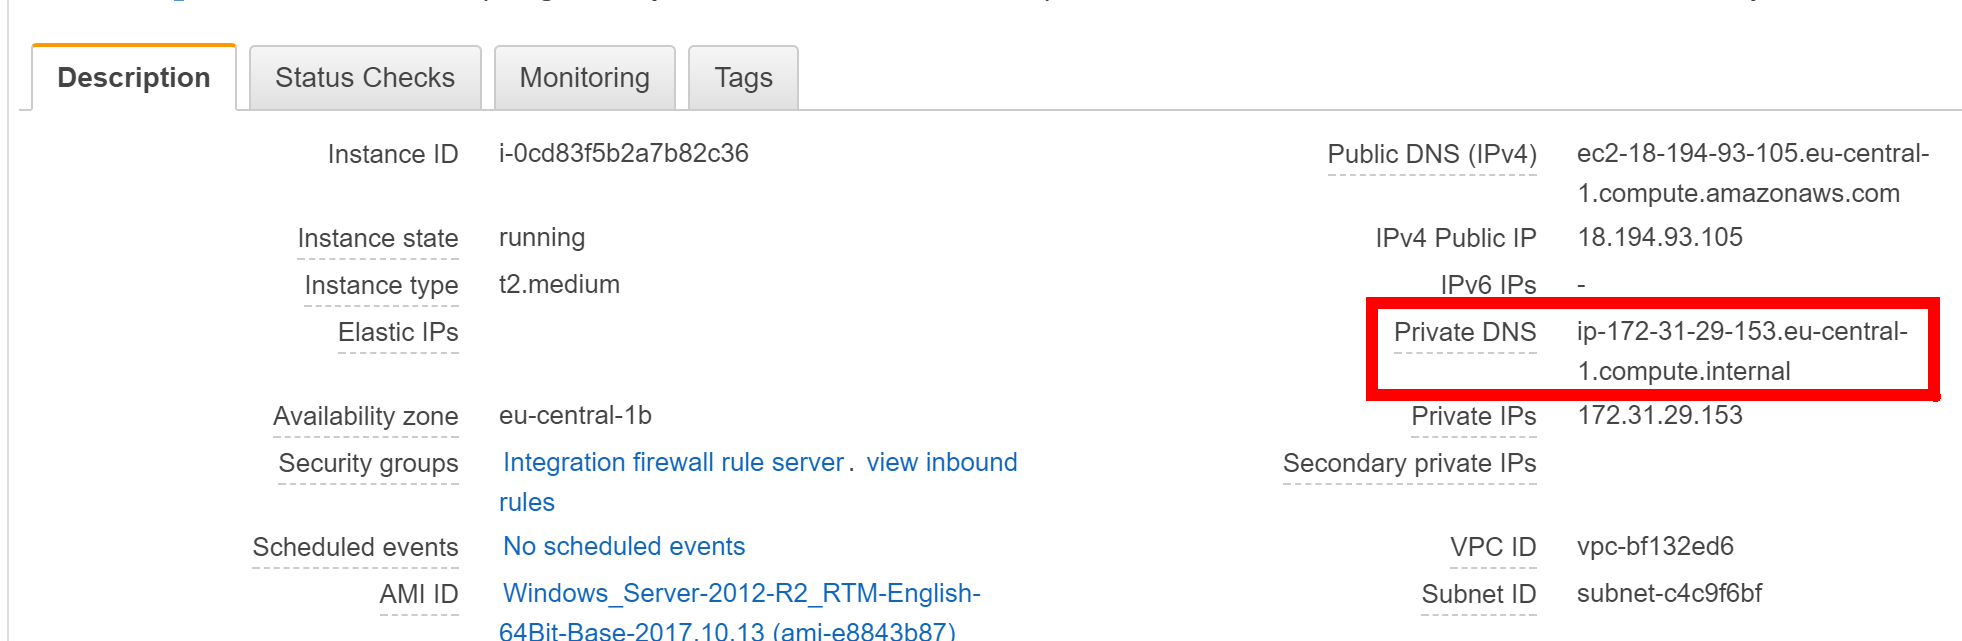 Description
Status Checks
Monitoring
Tags
Instance ID
i-0cd83f5b2a7b82c36
Instance state
running
Instance type
t2.medium
Elastic IPs
Availability zone
eu-central-1b
Security groups
Integration firewall rule server. view inbound
rules
Scheduled events
No scheduled events
AMI ID
Windows_Server-2012-R2_RTM-English-
64Bit-Base-2017.10.13 (ami-e8843b87)
Public DNS (IPv4)
ec2-18-194-93-105.eu-central-
1.compute.amazonaws.com
IPv4 Public IP
18.194.93.105
IPv6 IPs
-
Private DNS
ip-172-31-29-153.eu-central-
1.compute.internal
Private IPs
172.31.29.153
Secondary private IPs
VPC ID
vpc-bf132ed6
Subnet ID
subnet-c4c9f6bf